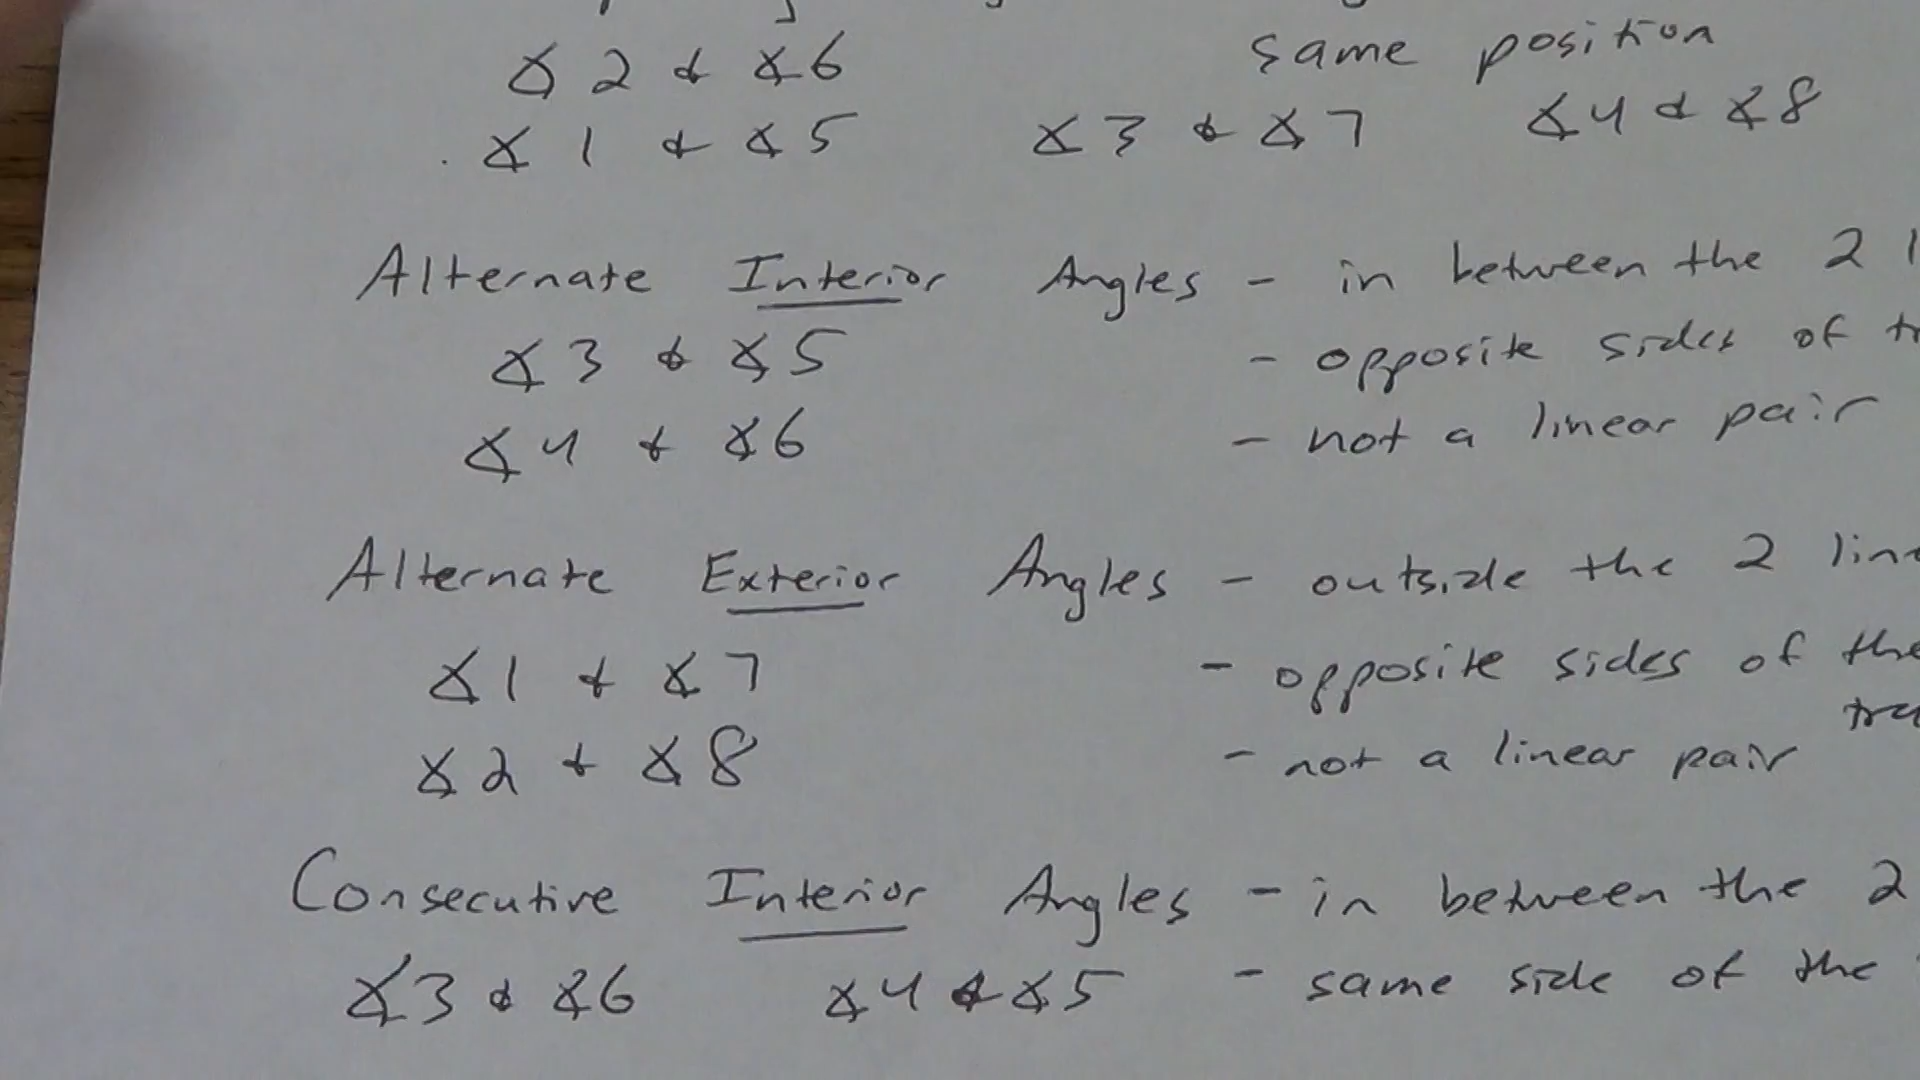 ∡2 & ∡6 same position
∡1 & ∡5 ∡3 & ∡7 ∡4 & ∡8
Alternate Interior Angles - in between the 2
∡3 & ∡5 - opposite sides of
∡4 & ∡6 - not a linear pair
Alternate Exterior Angles - outside the 2 line
∡1 & ∡7 - opposite sides of the
∡2 & ∡8 - not a linear pair
Consecutive Interior Angles - in between the 2
∡3 & ∡6 ∡4 & ∡5 - same side of the